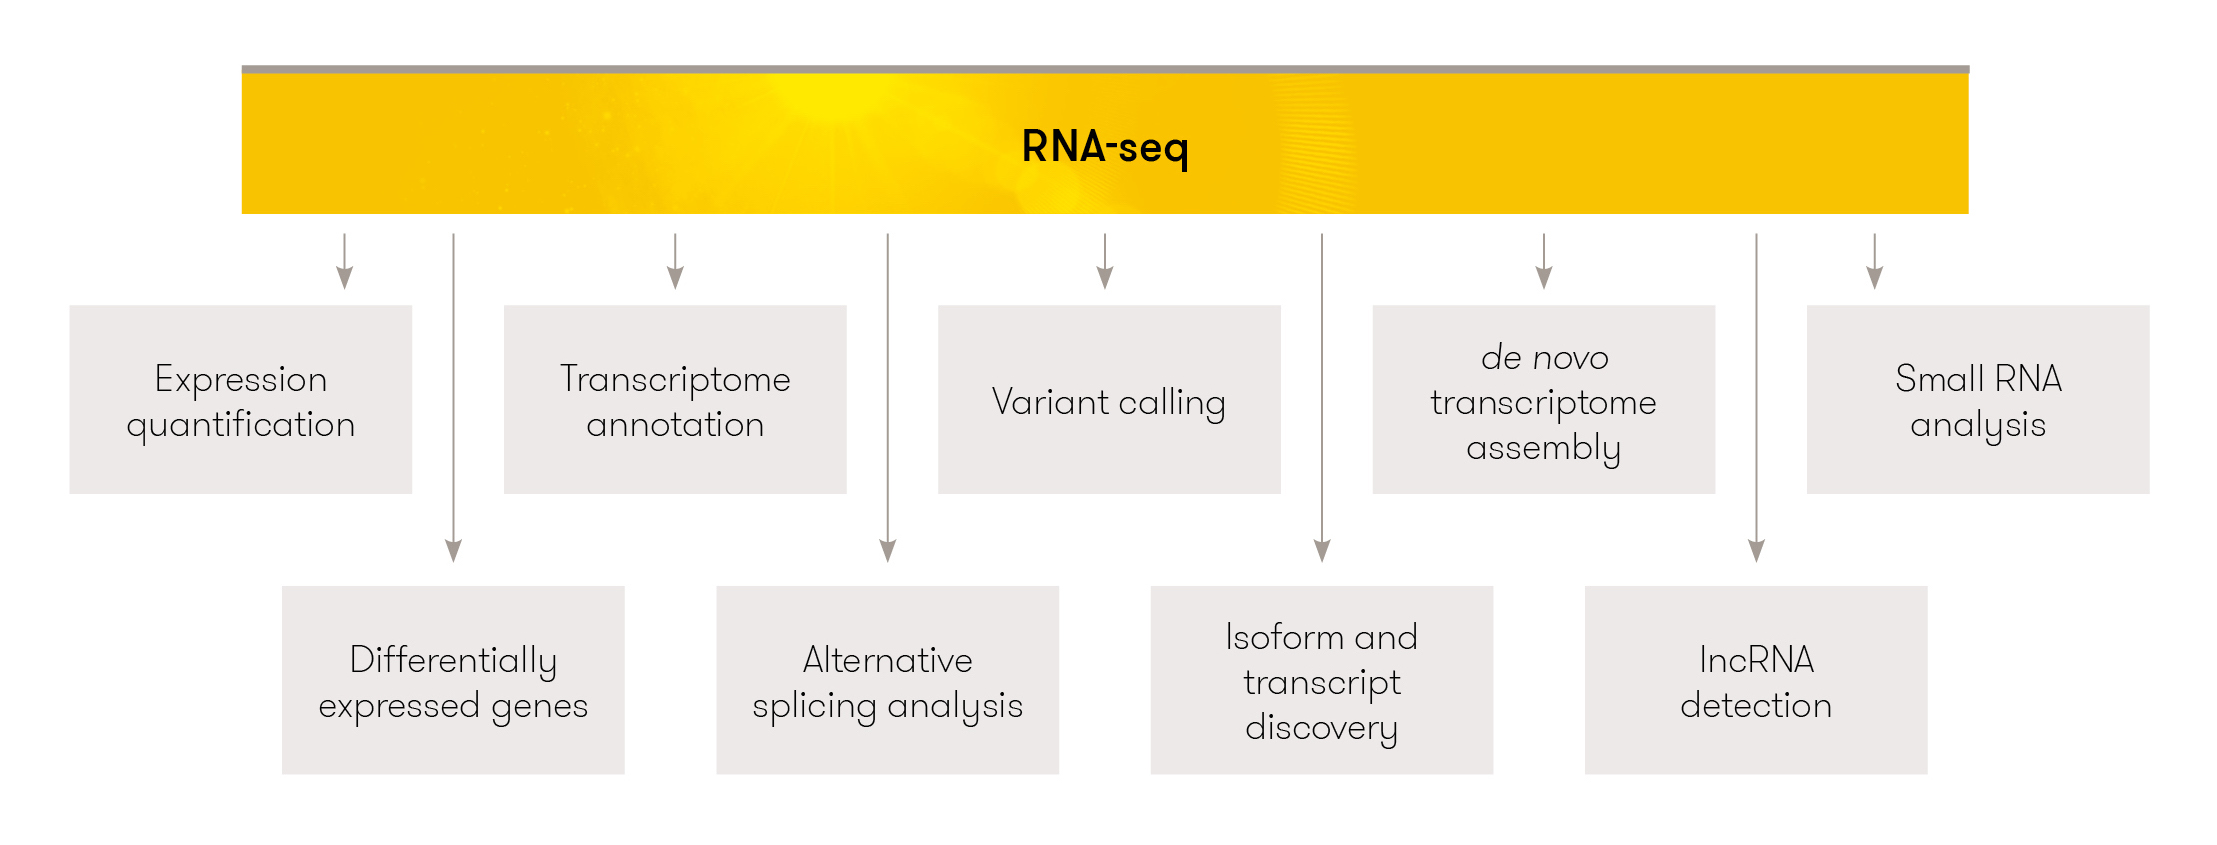 RNA-seq
Expression
quantification
Transcriptome
annotation
Variant calling
de novo
transcriptome
assembly
Small RNA
analysis
Differentially
expressed genes
Alternative
splicing analysis
Isoform and
transcript
discovery
lncRNA
detection